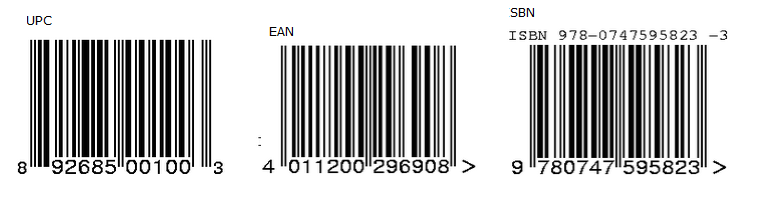 UPC
8 92685 00100 3
EAN
4 011200 296908 >
SBN
ISBN 978-0747595823 -3
9 780747 595823 >